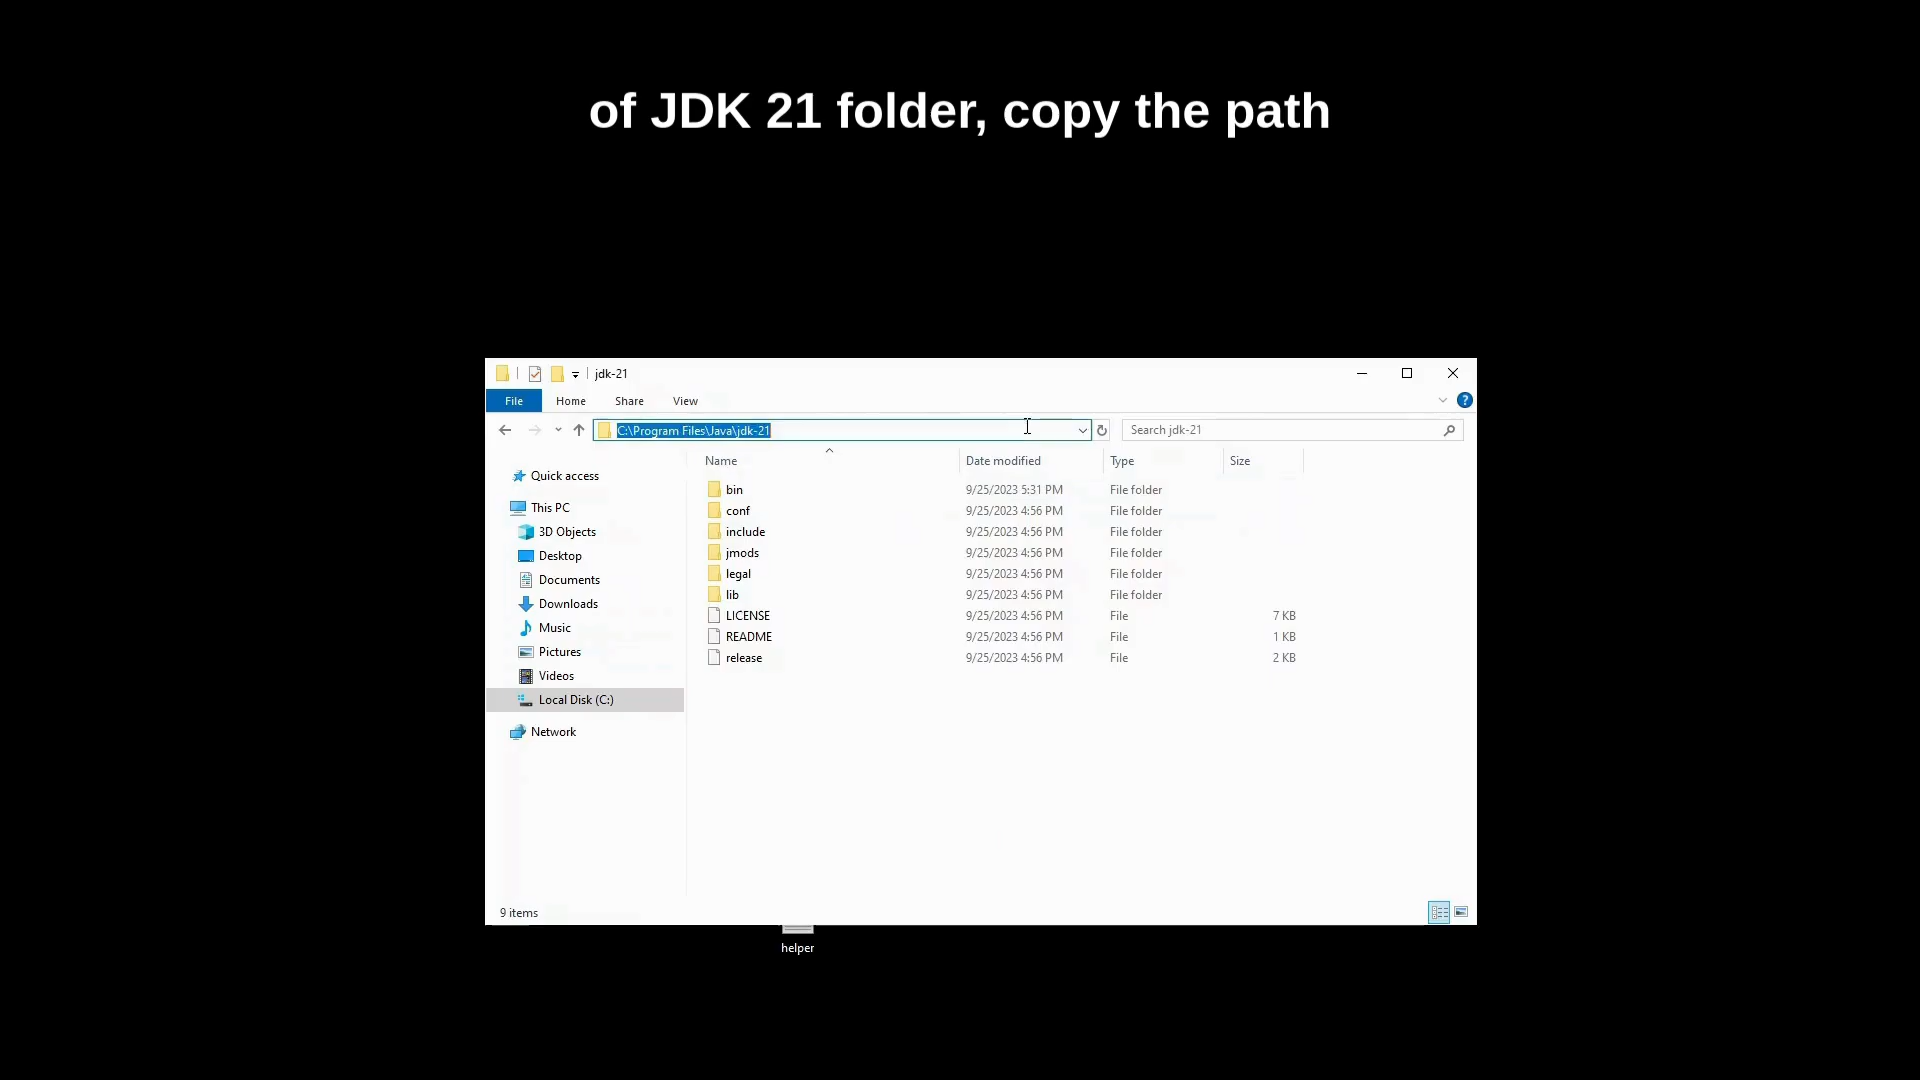 of JDK 21 folder, copy the path
jdk-21
File Home Share View
C:\Program Files\Java\jdk-21
Search jdk-21
Name Date modified Type Size
Quick access
This PC
3D Objects
Desktop
Documents
Downloads
Music
Pictures
Videos
Local Disk (C:)
Network
bin 9/25/2023 5:31 PM File folder
conf 9/25/2023 4:56 PM File folder
include 9/25/2023 4:56 PM File folder
jmods 9/25/2023 4:56 PM File folder
legal 9/25/2023 4:56 PM File folder
lib 9/25/2023 4:56 PM File folder
LICENSE 9/25/2023 4:56 PM File 7 KB
README 9/25/2023 4:56 PM File 1 KB
release 9/25/2023 4:56 PM File 2 KB
9 items
helper